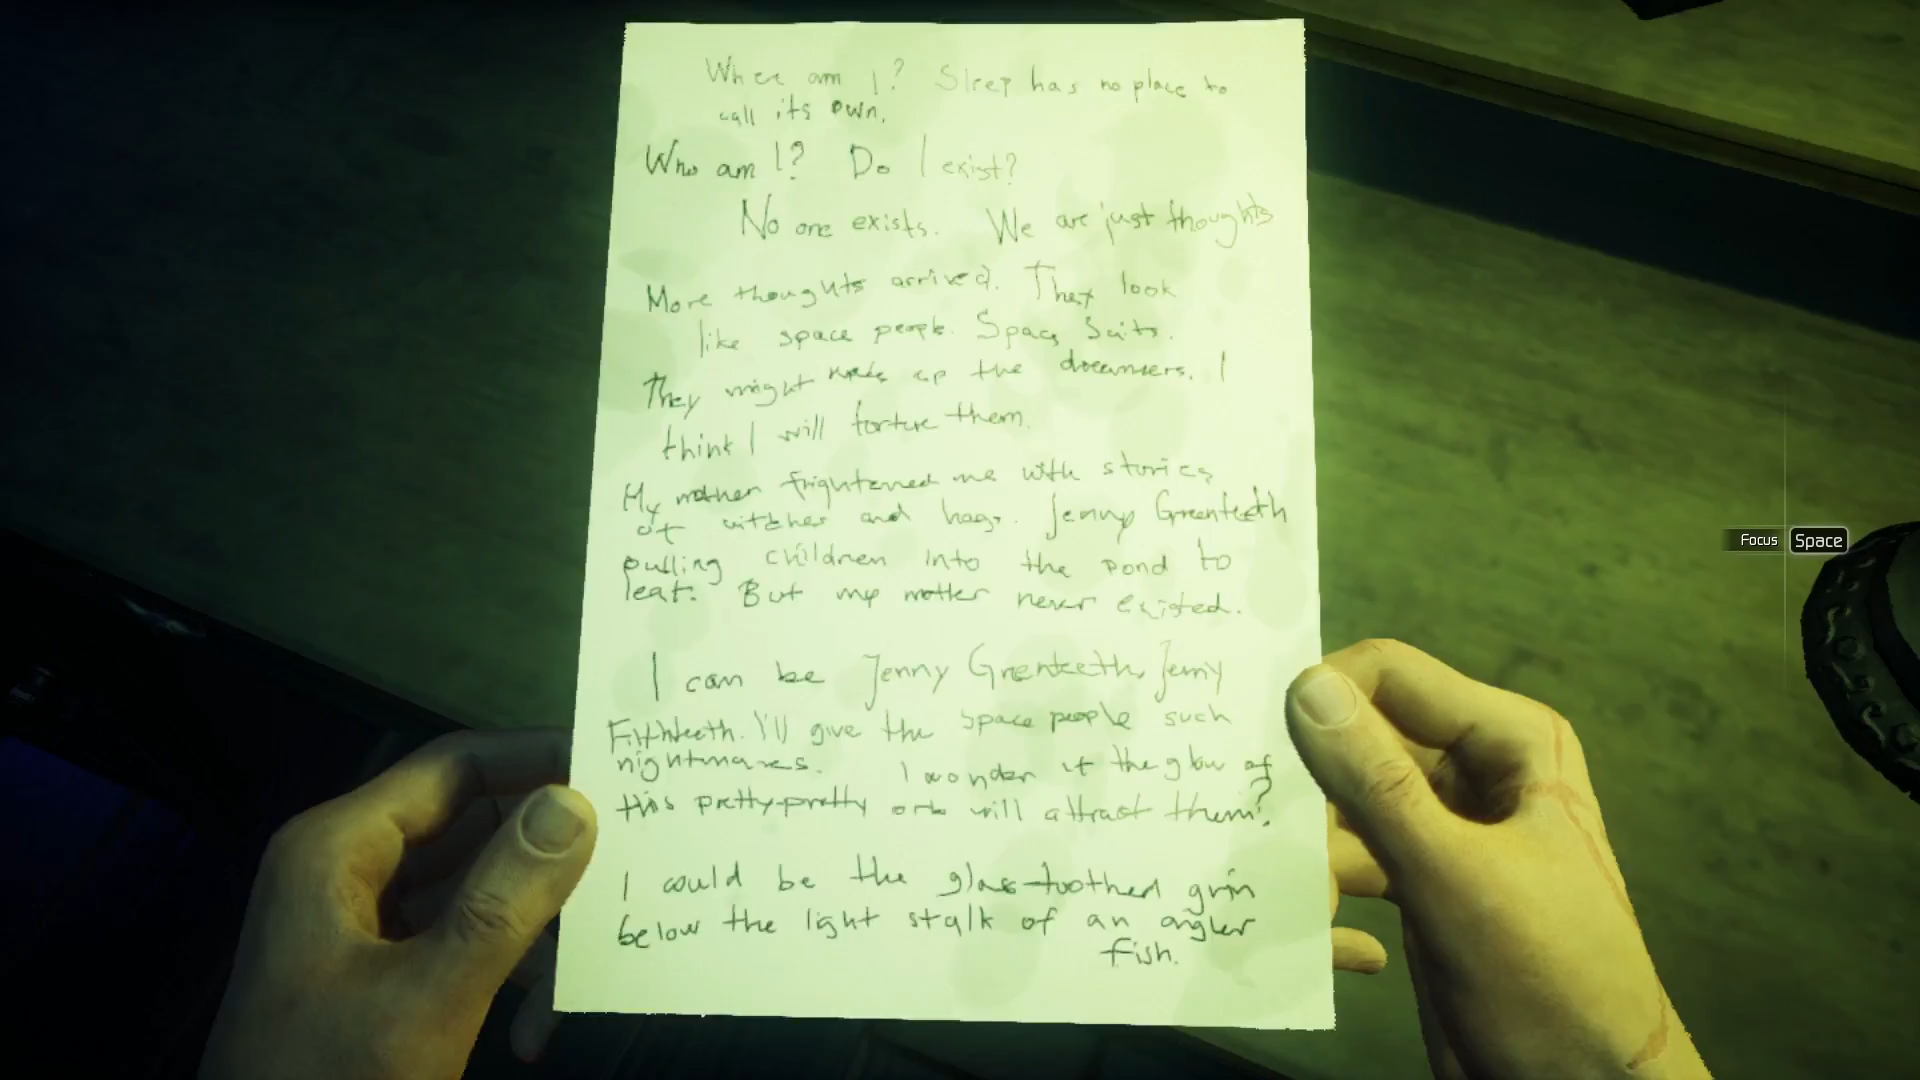 Where am I? Sleep has no place to
call its own.
Who am I? Do I exist?
No one exists. We are just thoughts
More thoughts arrived. They look
like space people. Space Suits.
They might wake up the dreamers. I
think I will torture them.
My mother frightened me with stories
of witches and hags. Jenny Greenteeth
pulling children into the pond to
eat. But my mother never existed.
I can be Jenny Greenteeth, Jenny
Filthteeth. I'll give the space people such
nightmares. I wonder if the glow of
this pretty-pretty orb will attract them?
I could be the glass-toothed grin
below the light stalk of an angler
fish.
Focus Space